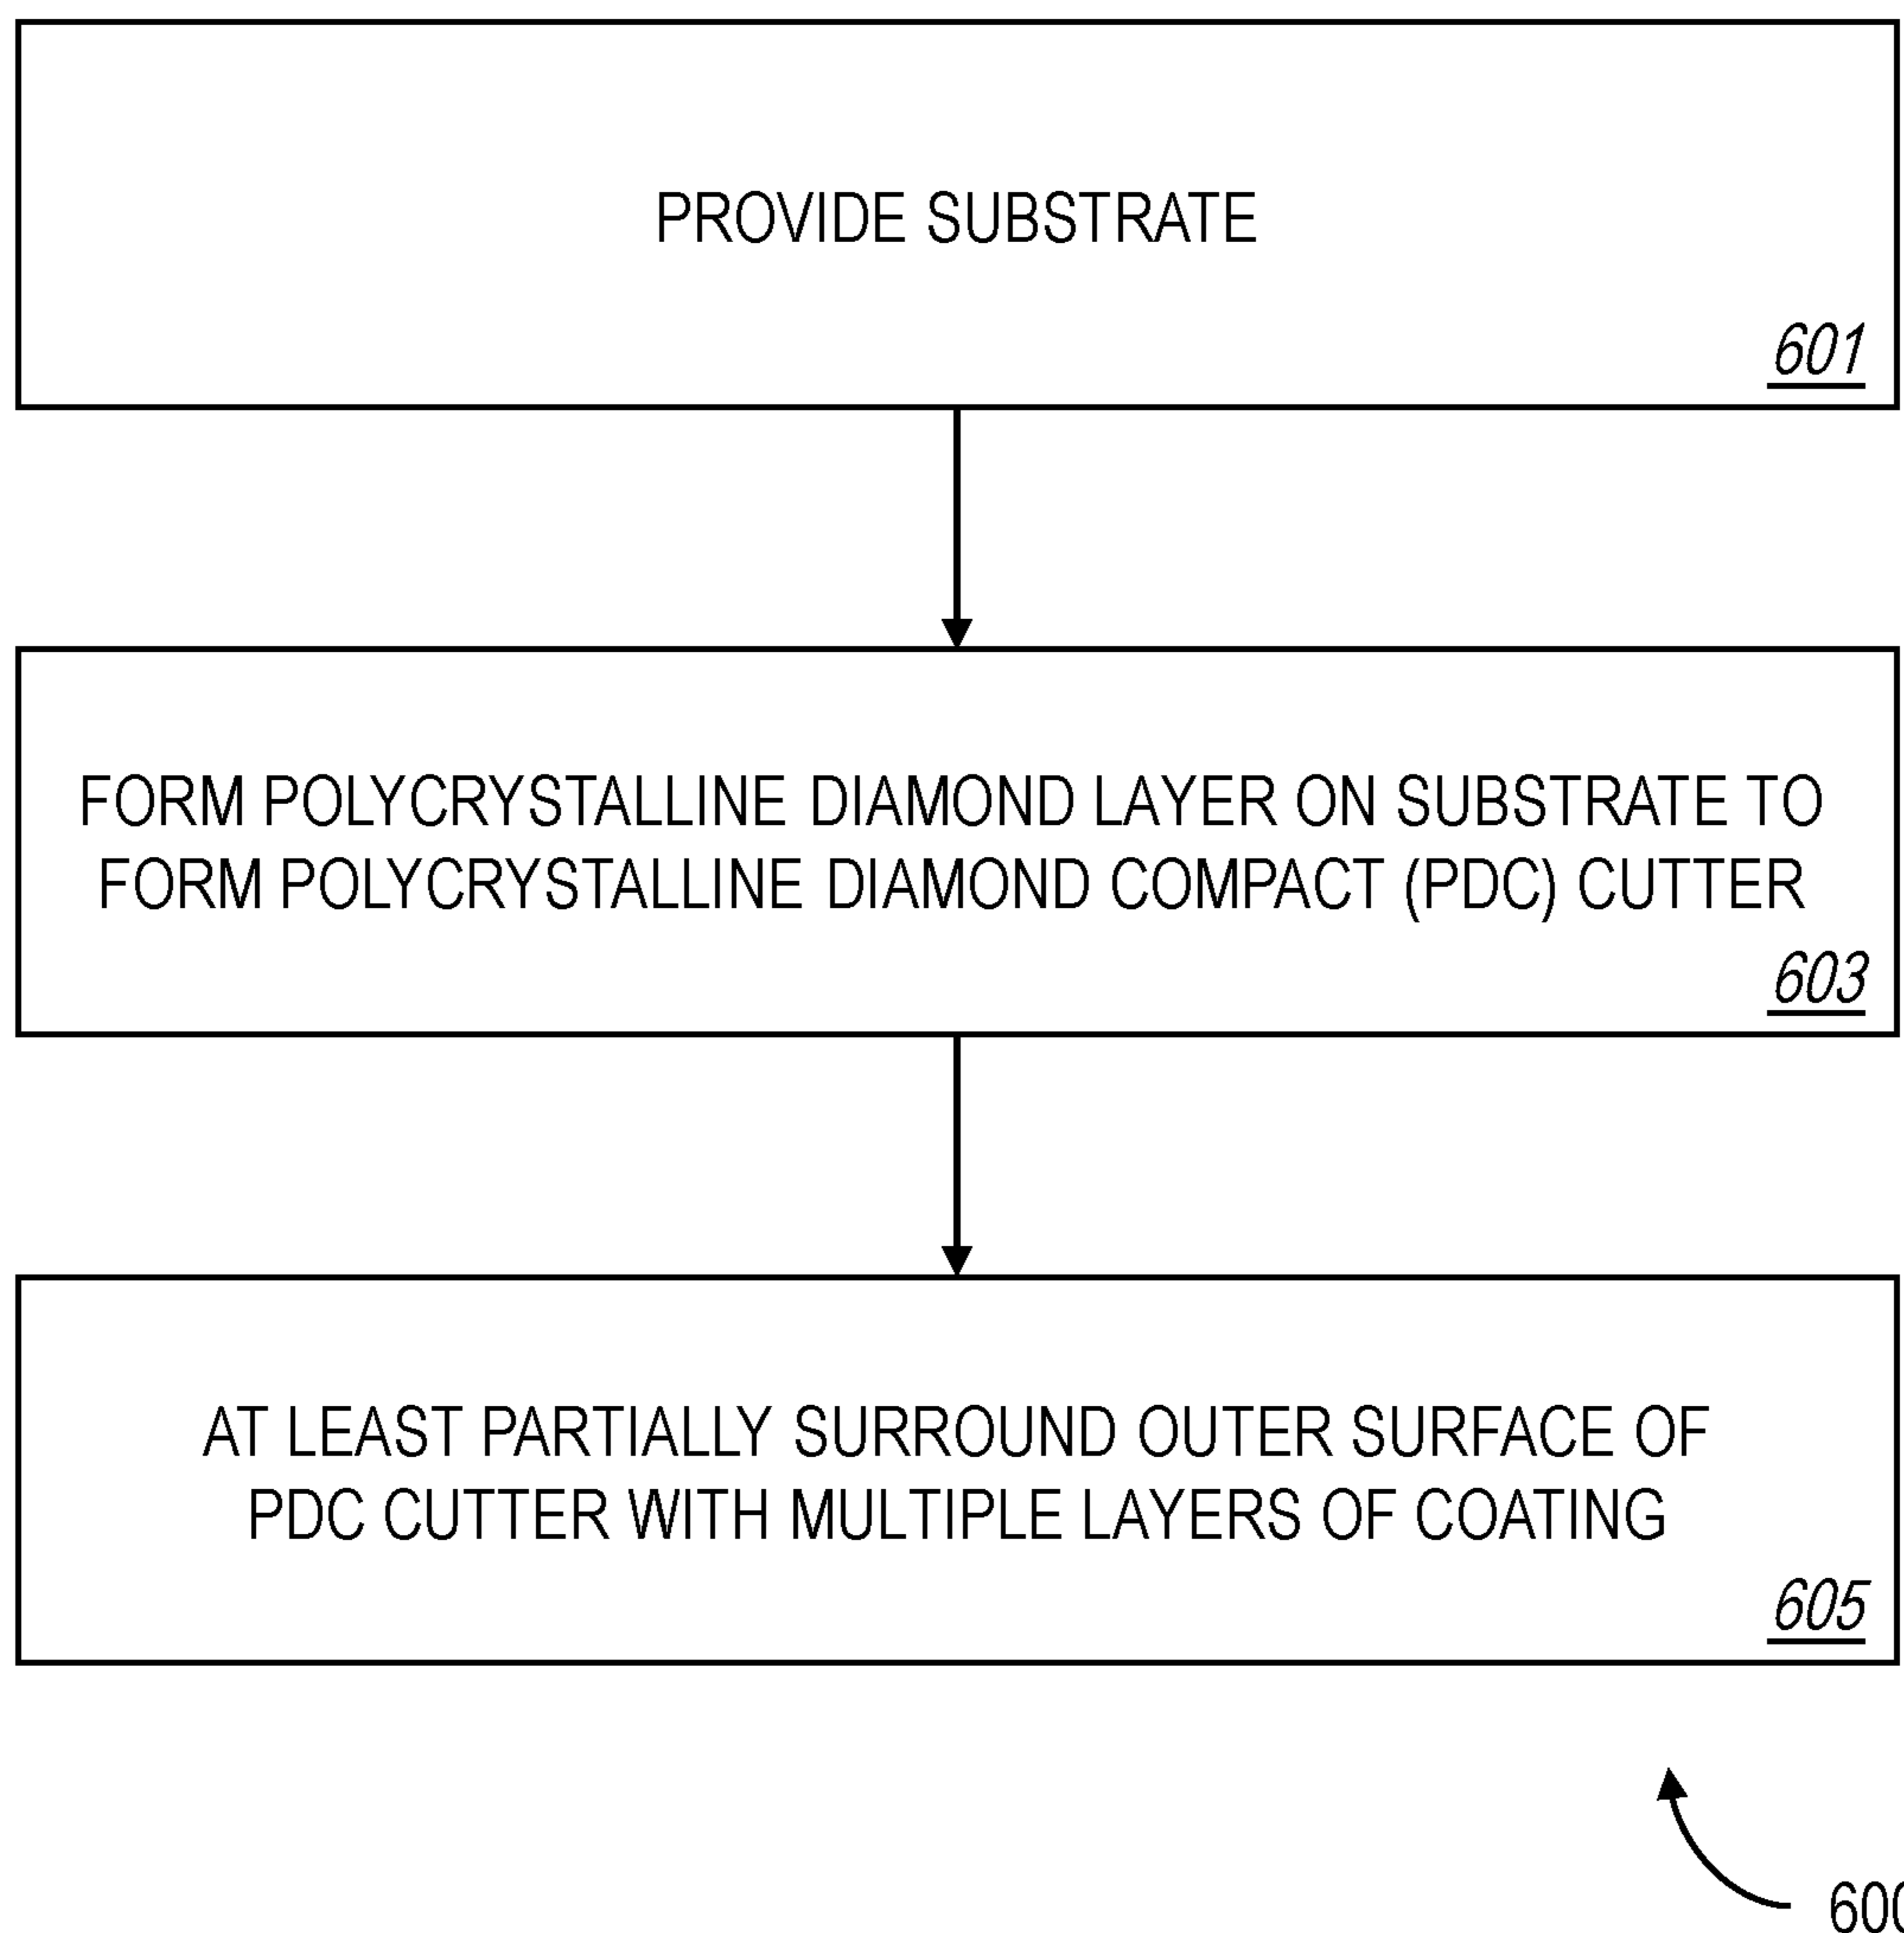 PROVIDE SUBSTRATE
601
FORM POLYCRYSTALLINE DIAMOND LAYER ON SUBSTRATE TO
FORM POLYCRYSTALLINE DIAMOND COMPACT (PDC) CUTTER
603
AT LEAST PARTIALLY SURROUND OUTER SURFACE OF
PDC CUTTER WITH MULTIPLE LAYERS OF COATING
605
600